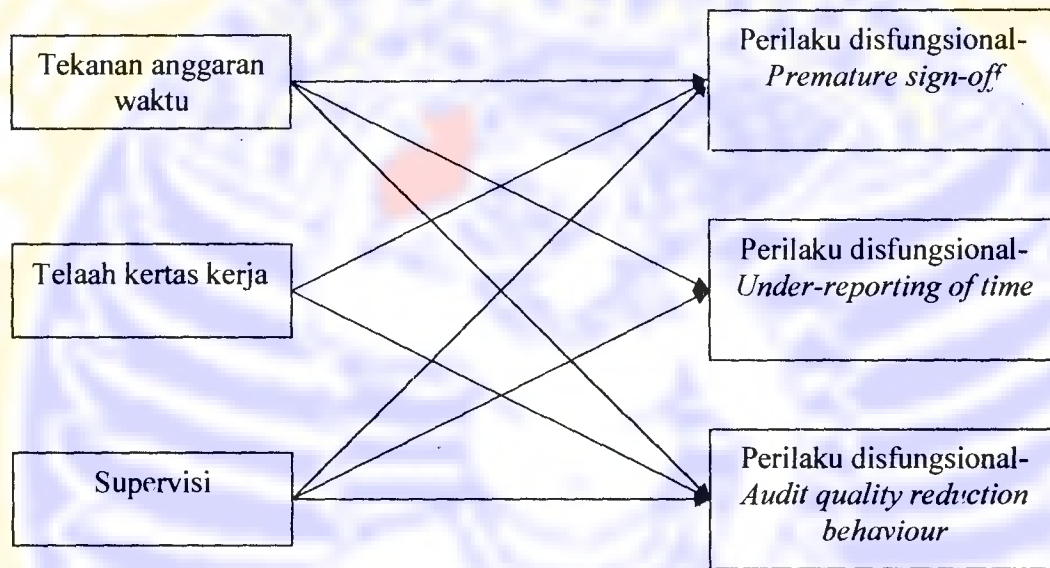 Tekanan anggaran
waktu
Telaah kertas kerja
Supervisi
Perilaku disfungsional-
Premature sign-off
Perilaku disfungsional-
Under-reporting of time
Perilaku disfungsional-
Audit quality reduction
behaviour